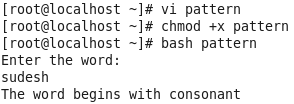 [root@localhost ~]# vi pattern
[root@localhost ~]# chmod +x pattern
[root@localhost ~]# bash pattern
Enter the word:
sudesh
The word begins with consonant